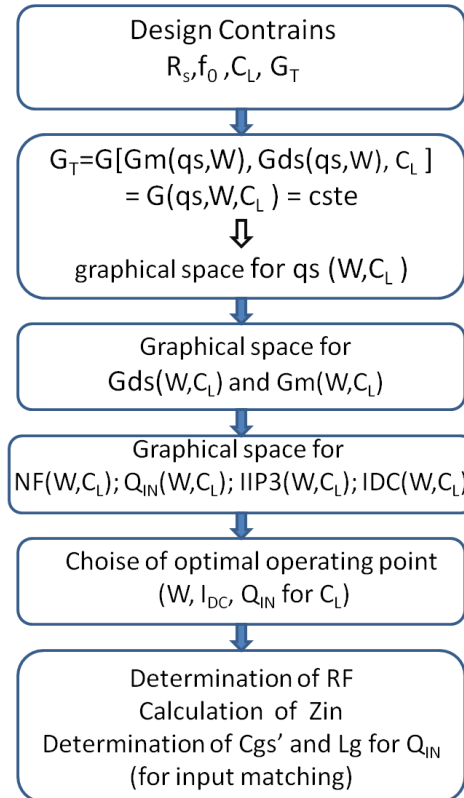 Design Contrains
Rs,f0 ,CL, GT
GT=G[Gm(qs,W), Gds(qs,W), CL ]
= G(qs,W,CL ) = cste
⇩
graphical space for qs (W,CL )
Graphical space for
Gds(W,CL) and Gm(W,CL)
Graphical space for
NF(W,CL); QIN(W,CL); IIP3(W,CL); IDC(W,CL)
Choise of optimal operating point
(W, IDC, QIN for CL)
Determination of RF
Calculation of Zin
Determination of Cgs’ and Lg for QIN
(for input matching)